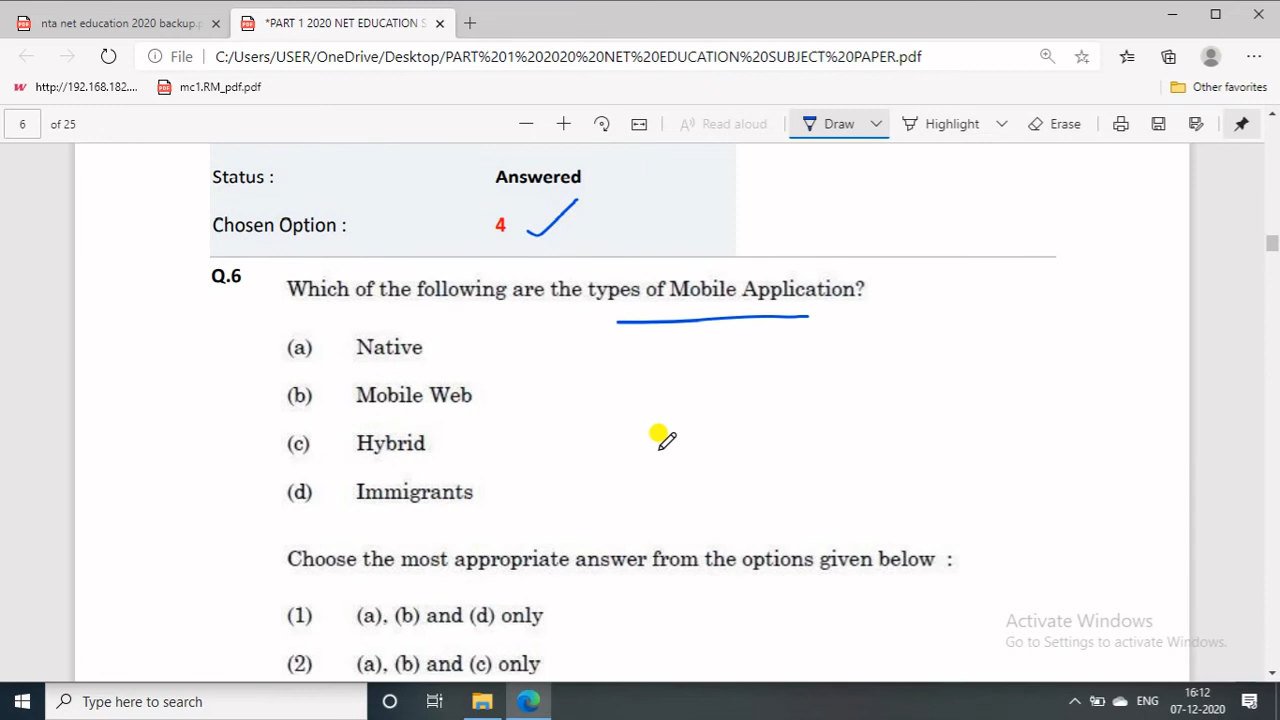 nta net education 2020 backup.p
*PART 1 2020 NET EDUCATION S
File C:/Users/USER/OneDrive/Desktop/PART%201%202020%20NET%20EDUCATION%20SUBJECT%20PAPER.pdf
http://192.168.182.... mc1.RM_pdf.pdf Other favorites
6 of 25 Read aloud Draw Highlight Erase
Status : Answered
Chosen Option : 4
Q.6 Which of the following are the types of Mobile Application?
(a) Native
(b) Mobile Web
(c) Hybrid
(d) Immigrants
Choose the most appropriate answer from the options given below :
(1) (a), (b) and (d) only
(2) (a), (b) and (c) only
Activate Windows
Go to Settings to activate Windows.
Type here to search
ENG
16:12
07-12-2020